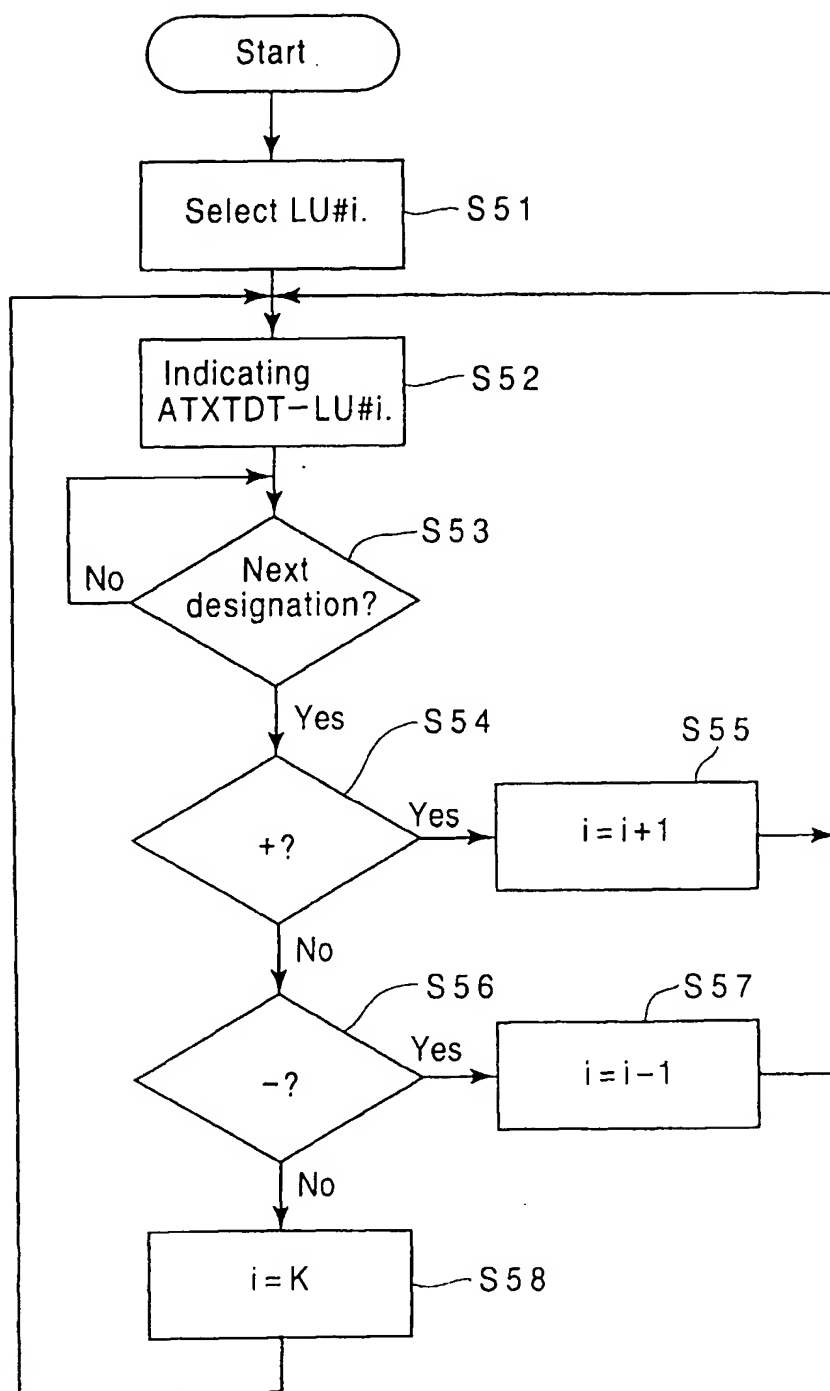 Start
Select LU#i.
S51
Indicating
ATXTDT-LU#i.
S52
S53
Next
designation?
No
Yes
S54
S55
+?
Yes
i=i+1
No
S56
S57
-?
Yes
i=i-1
No
i=K
S58